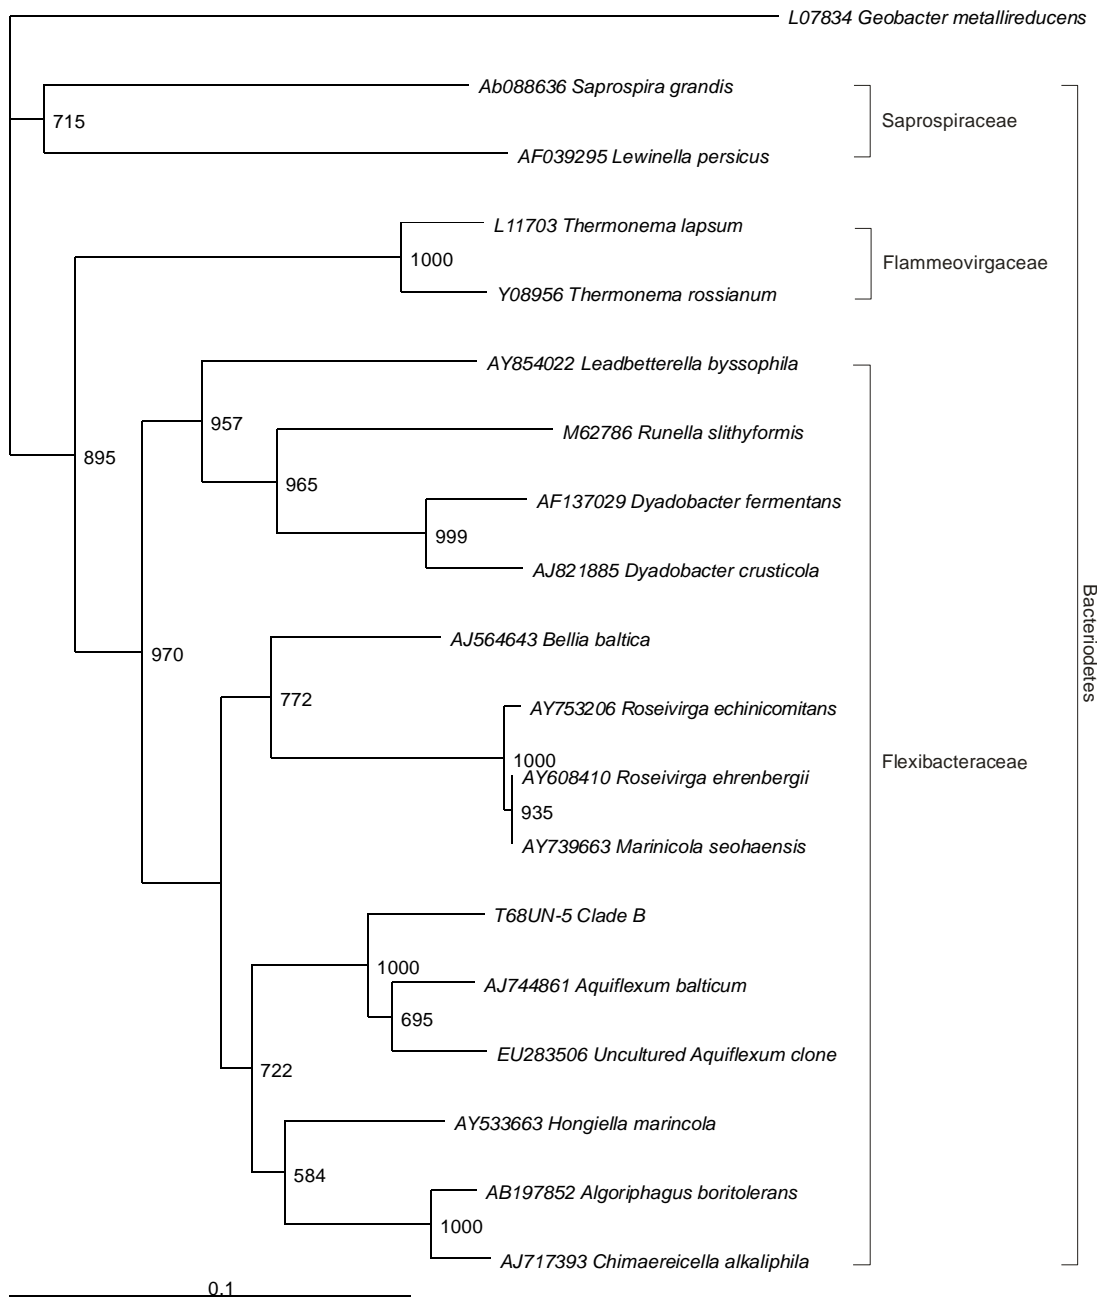 L07834 Geobacter metallireducens
Ab088636 Saprospira grandis
715
Saprospiraceae
AF039295 Lewinella persicus
L11703 Thermonema lapsum
1000
Flammeovirgaceae
Y08956 Thermonema rossianum
AY854022 Leadbetterella byssophila
957
M62786 Runella slithyformis
895
965
AF137029 Dyadobacter fermentans
999
AJ821885 Dyadobacter crusticola
Bacteriodetes
AJ564643 Bellia baltica
970
772
AY753206 Roseivirga echinicomitans
1000
Flexibacteraceae
AY608410 Roseivirga ehrenbergii
935
AY739663 Marinicola seohaensis
T68UN-5 Clade B
1000
AJ744861 Aquiflexum balticum
695
EU283506 Uncultured Aquiflexum clone
722
AY533663 Hongiella marincola
584
AB197852 Algoriphagus boritolerans
1000
AJ717393 Chimaereicella alkaliphila
0.1